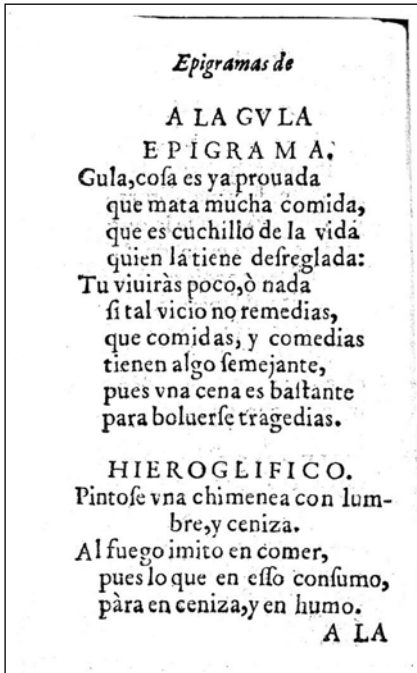 Epigramas de
A LA GVLA
EPIGRAMA.
Gula,coſa es ya prouada
que mata mucha comida,
que es cuchillo de la vida
quien la tiene deſreglada:
Tu viuiràs poco,ò nada
ſi tal vicio no remedias,
que comidas, y comedias
tienen algo ſemejante,
pues vna cena es baſtante
para boluerſe tragedias.
HIEROGLIFICO.
Pintoſe vna chimenea con lum-
bre,y ceniza.
Al fuego imito en comer,
pues lo que en eſſo conſumo,
pàra en ceniza,y en humo.
A LA